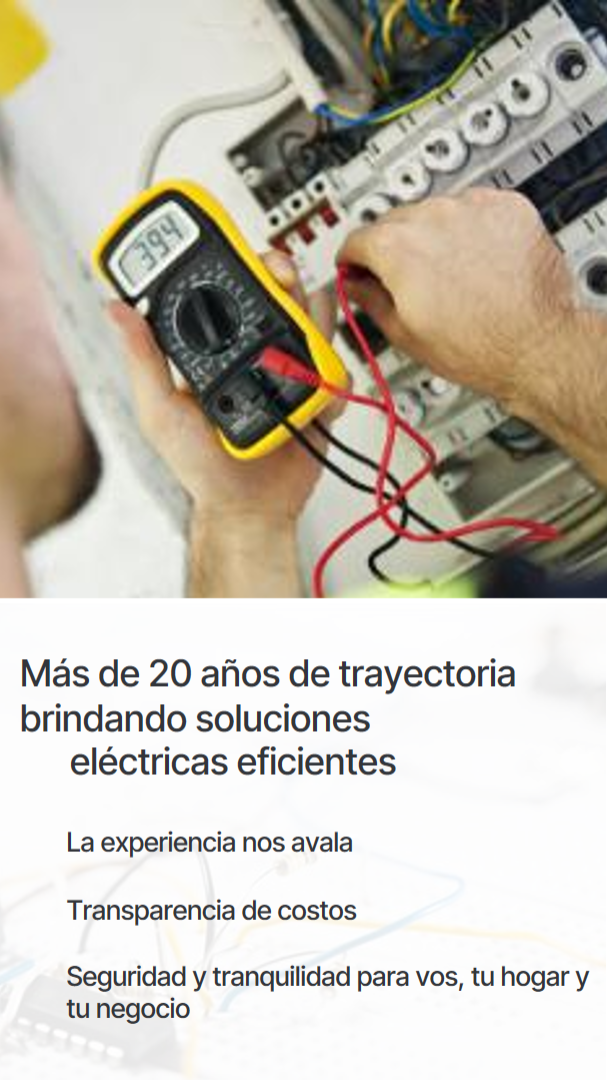 394
Más de 20 años de trayectoria
brindando soluciones
eléctricas eficientes
La experiencia nos avala
Transparencia de costos
Seguridad y tranquilidad para vos, tu hogar y
tu negocio